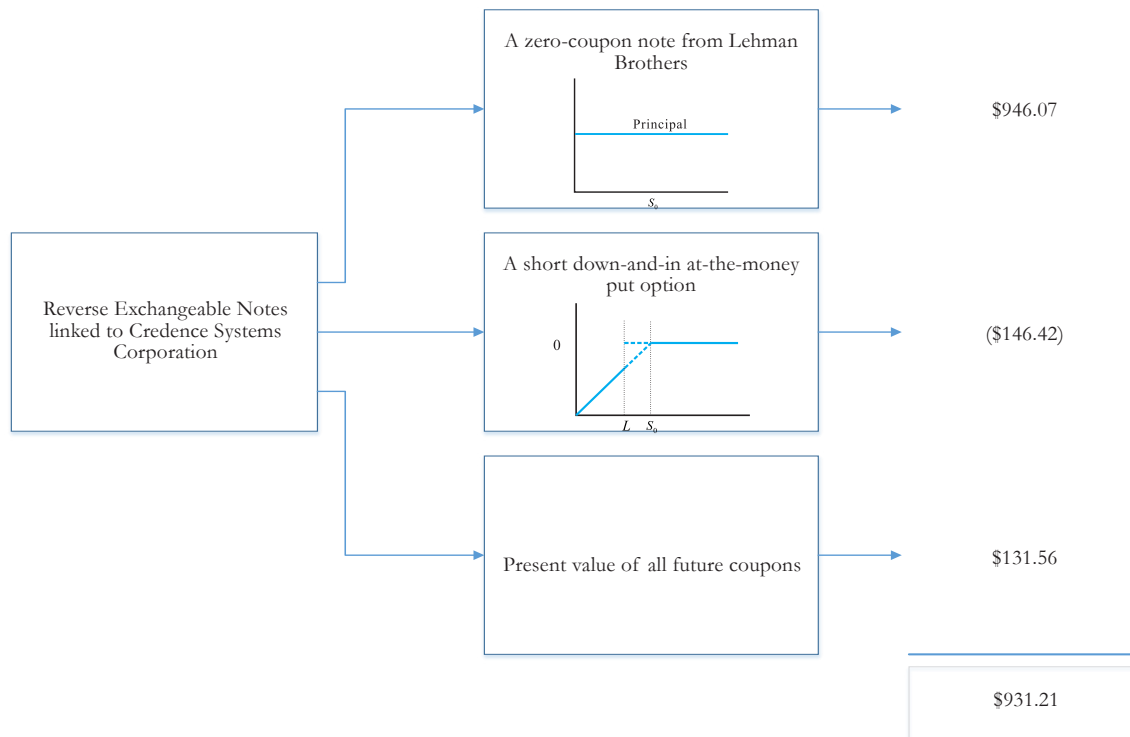 A zero-coupon note from Lehman
Brothers
Principal
S₀
$946.07
Reverse Exchangeable Notes
linked to Credence Systems
Corporation
A short down-and-in at-the-money
put option
0
L S₀
($146.42)
Present value of all future coupons
$131.56
$931.21